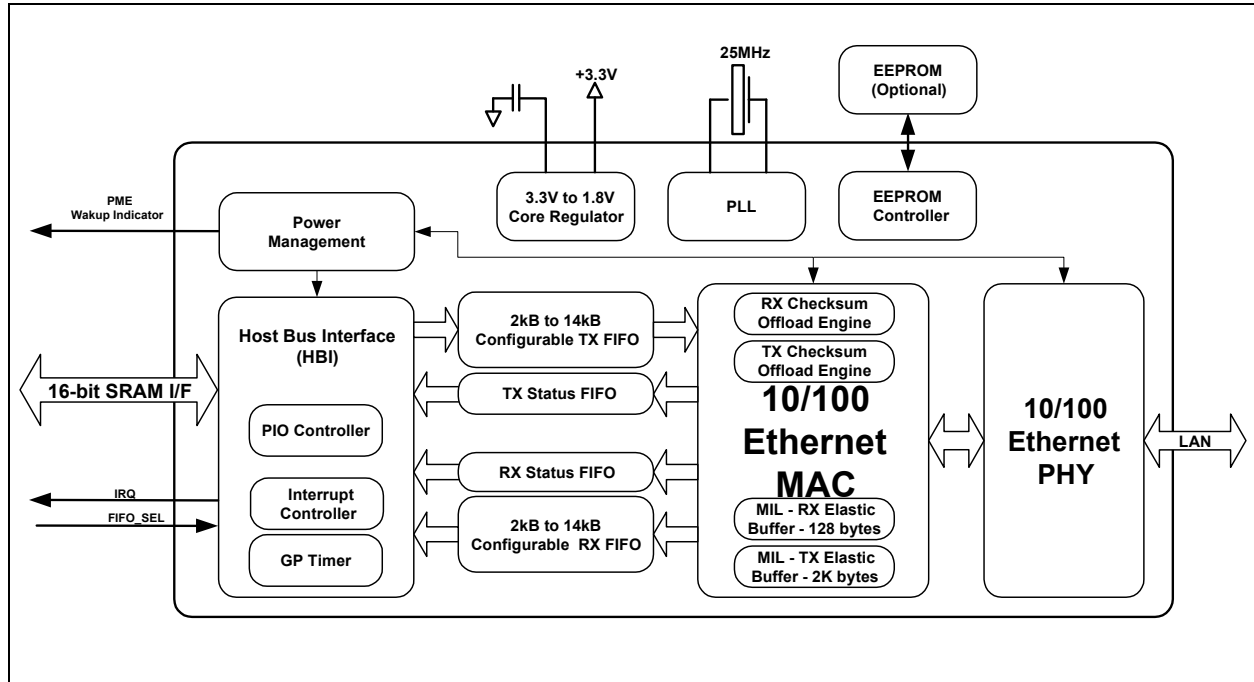 25MHz
+3.3V
EEPROM
(Optional)
3.3V to 1.8V
Core Regulator
PLL
EEPROM
Controller
PME
Wakup Indicator
Power
Management
Host Bus Interface
(HBI)
2kB to 14kB
Configurable TX FIFO
RX Checksum
Offload Engine
TX Checksum
Offload Engine
16-bit SRAM I/F
TX Status FIFO
10/100
Ethernet
MAC
10/100
Ethernet
PHY
LAN
PIO Controller
RX Status FIFO
IRQ
FIFO_SEL
Interrupt
Controller
GP Timer
2kB to 14kB
Configurable RX FIFO
MIL - RX Elastic
Buffer - 128 bytes
MIL - TX Elastic
Buffer - 2K bytes